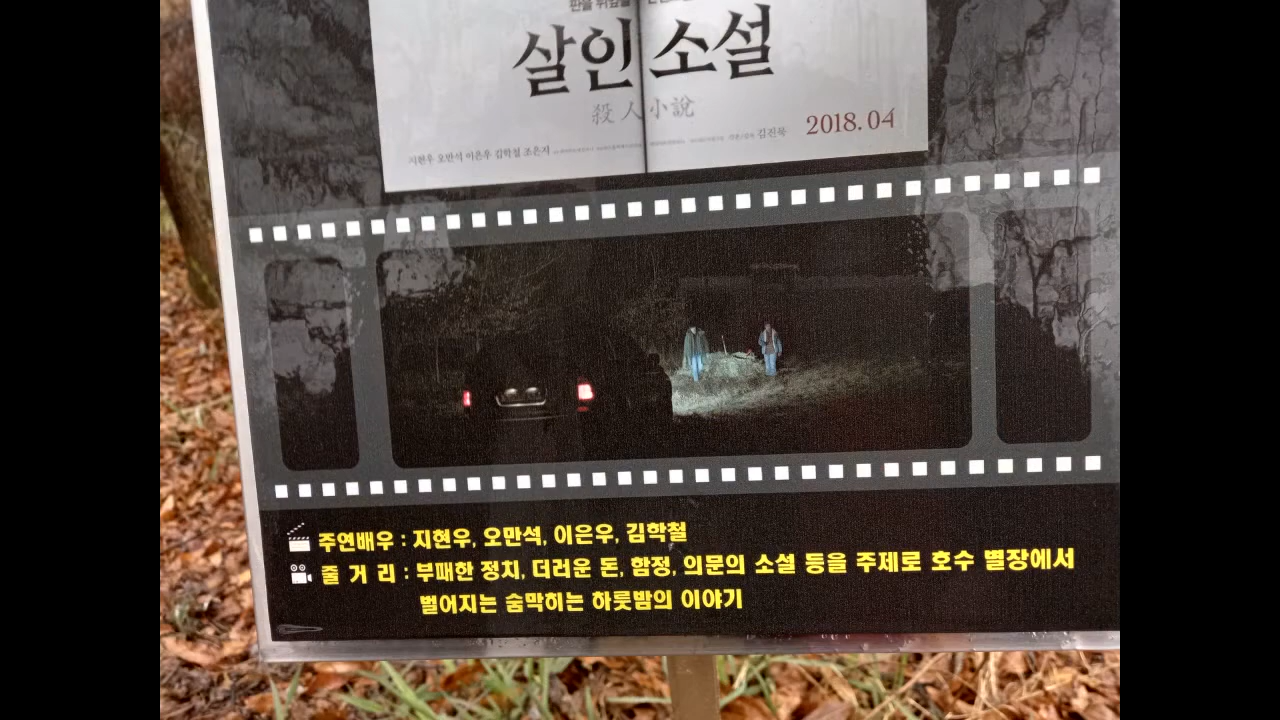 살인 소설
殺人小說
2018.04
지현우 오만석 이은우 김학철 조은지
김진묵
주연배우 : 지현우, 오만석, 이은우, 김학철
줄 거 리 : 부패한 정치, 더러운 돈, 함정, 의문의 소설 등을 주제로 호수 별장에서
벌어지는 숨막히는 하룻밤의 이야기